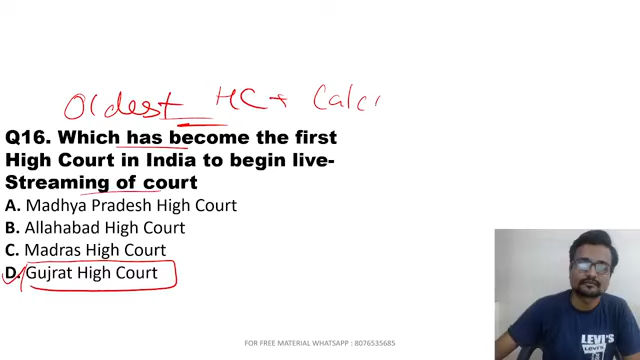 Oldest HC → Calc
Q16. Which has become the first
High Court in India to begin live-
Streaming of court
A. Madhya Pradesh High Court
B. Allahabad High Court
C. Madras High Court
D. Gujrat High Court
LEVI'S
FOR FREE MATERIAL WHATSAPP : 8076535685